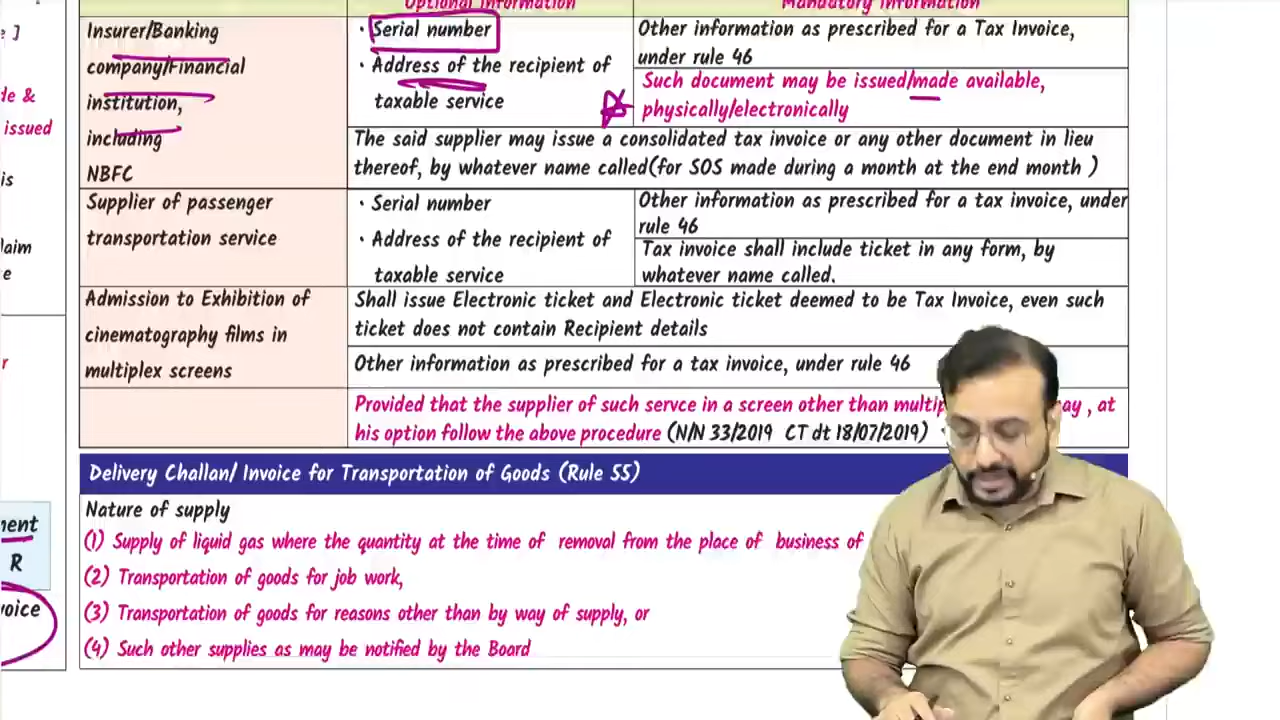 e ]
de &
issued
is
laim
e
r
ment
R
voice
Optional Information
Mandatory Information
Insurer/Banking
company/Financial
institution,
including
NBFC
· Serial number
· Address of the recipient of
taxable service
Other information as prescribed for a Tax Invoice,
under rule 46
Such document may be issued/made available,
physically/electronically
The said supplier may issue a consolidated tax invoice or any other document in lieu
thereof, by whatever name called(for SOS made during a month at the end month )
Supplier of passenger
transportation service
· Serial number
· Address of the recipient of
taxable service
Other information as prescribed for a tax invoice, under
rule 46
Tax invoice shall include ticket in any form, by
whatever name called.
Admission to Exhibition of
cinematography films in
multiplex screens
Shall issue Electronic ticket and Electronic ticket deemed to be Tax Invoice, even such
ticket does not contain Recipient details
Other information as prescribed for a tax invoice, under rule 46
Provided that the supplier of such servce in a screen other than multip ay , at
his option follow the above procedure (N/N 33/2019 CT dt 18/07/2019)
Delivery Challan/ Invoice for Transportation of Goods (Rule 55)
Nature of supply
(1) Supply of liquid gas where the quantity at the time of removal from the place of business of
(2) Transportation of goods for job work,
(3) Transportation of goods for reasons other than by way of supply, or
(4) Such other supplies as may be notified by the Board